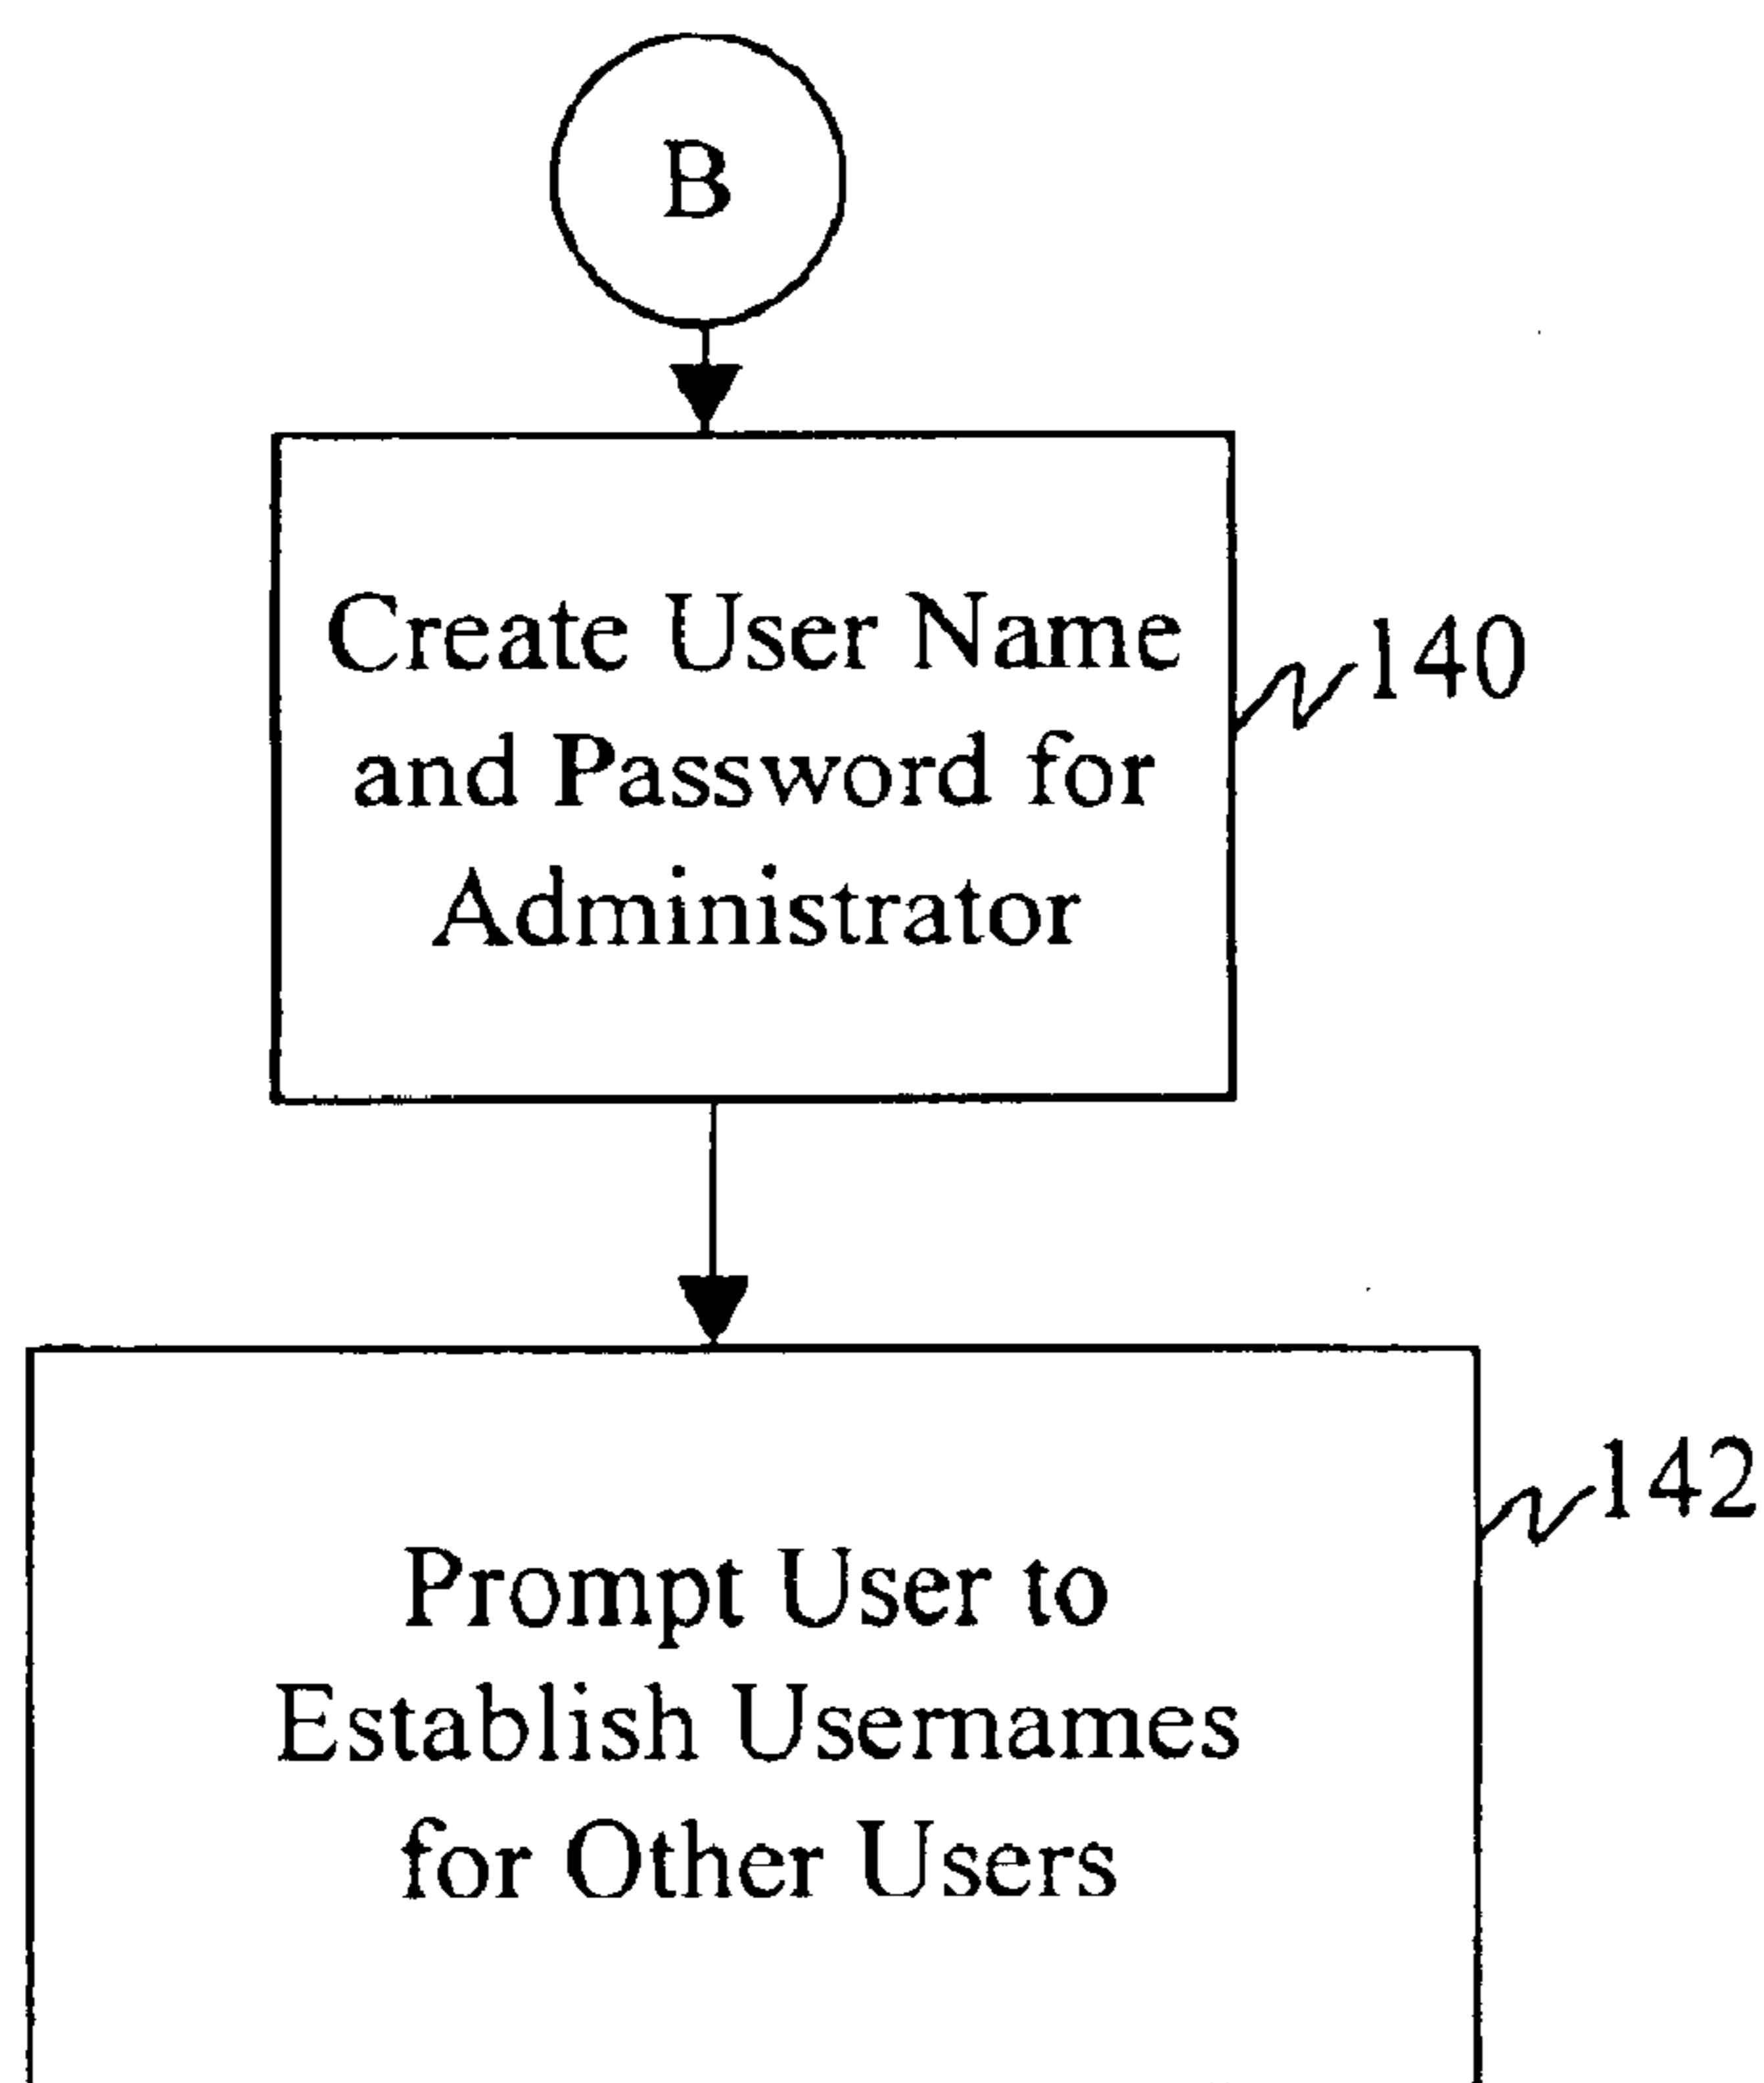 B
Create User Name
and Password for
Administrator
140
142
Prompt User to
Establish Usernames
for Other Users